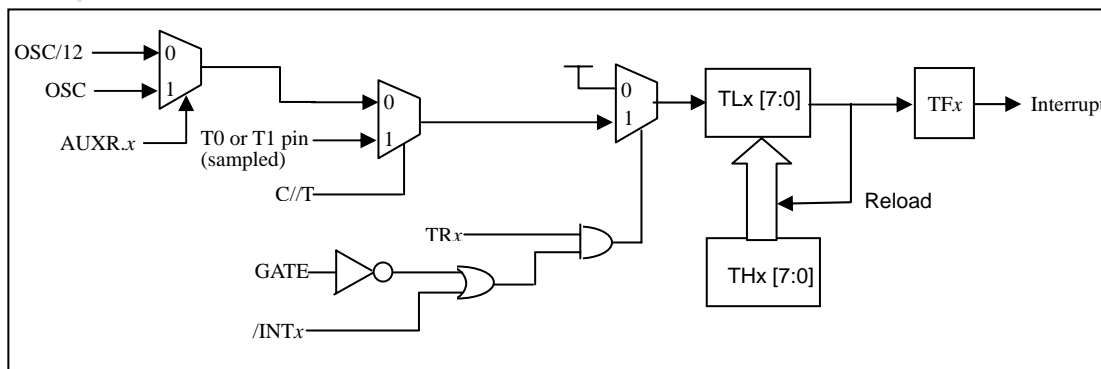 OSC/12
0
OSC
1
AUXR.x
0
T0 or T1 pin
(sampled)
1
C//T
0
1
TLx [7:0]
TFx
Interrupt
Reload
TRx
GATE
THx [7:0]
/INTx